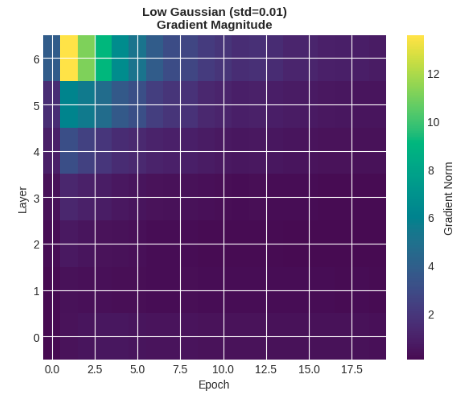 Low Gaussian (std=0.01)
Gradient Magnitude
6
5
4
3
2
1
0
Layer
0.0 2.5 5.0 7.5 10.0 12.5 15.0 17.5
Epoch
12
10
8
6
4
2
Gradient Norm